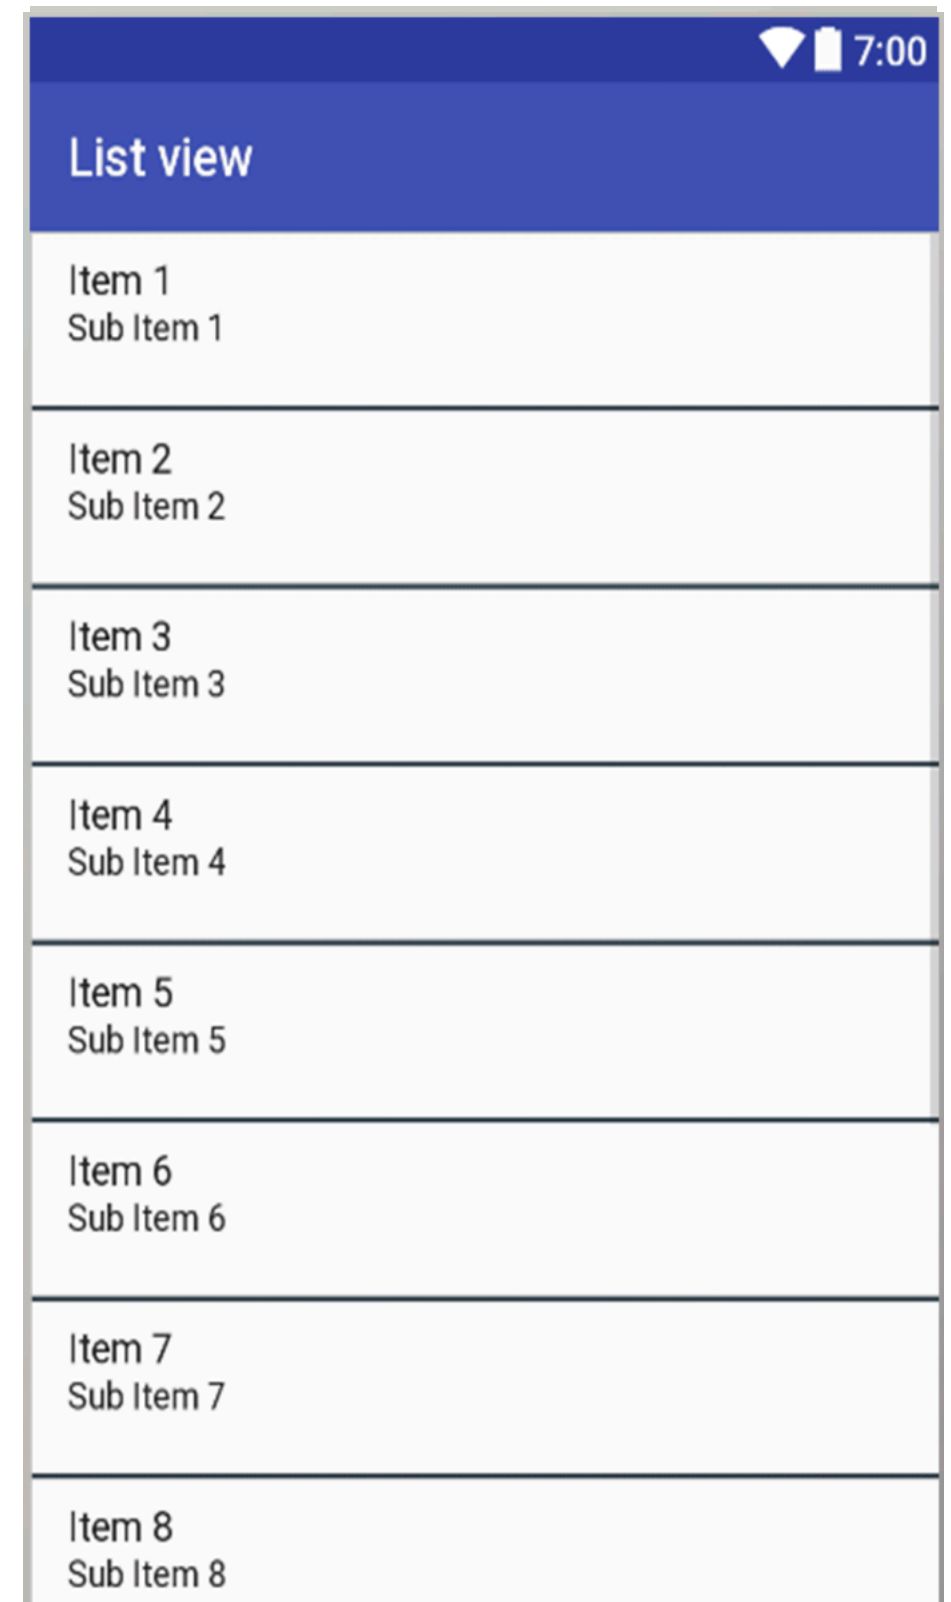 7:00
List view
Item 1
Sub Item 1
Item 2
Sub Item 2
Item 3
Sub Item 3
Item 4
Sub Item 4
Item 5
Sub Item 5
Item 6
Sub Item 6
Item 7
Sub Item 7
Item 8
Sub Item 8